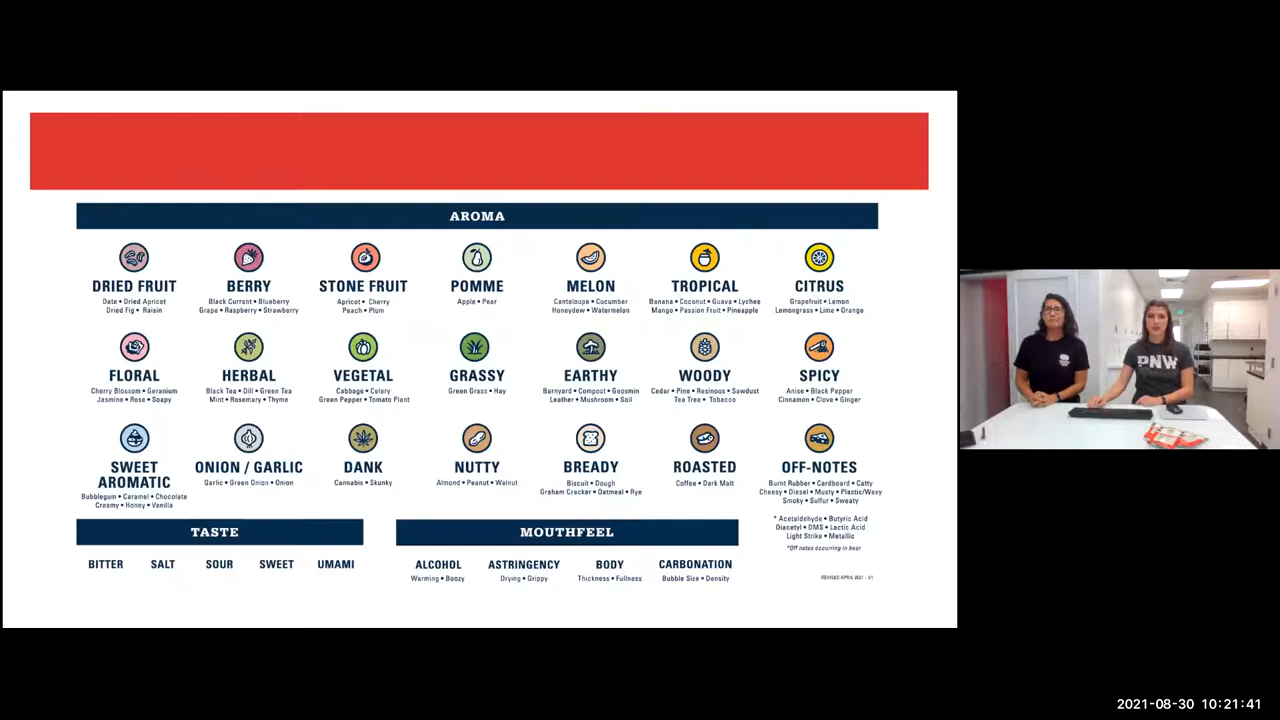 AROMA
DRIED FRUIT
Date • Dried Apricot
Dried Fig • Raisin
BERRY
Black Currant • Blueberry
Grape • Raspberry • Strawberry
STONE FRUIT
Apricot • Cherry
Peach • Plum
POMME
Apple • Pear
MELON
Cantaloupe • Cucumber
Honeydew • Watermelon
TROPICAL
Banana • Coconut • Guava • Lychee
Mango • Passion Fruit • Pineapple
CITRUS
Grapefruit • Lemon
Lemongrass • Lime • Orange
FLORAL
Cherry Blossom • Geranium
Jasmine • Rose • Soapy
HERBAL
Black Tea • Dill • Green Tea
Mint • Rosemary • Thyme
VEGETAL
Cabbage • Celery
Green Pepper • Tomato Plant
GRASSY
Green Grass • Hay
EARTHY
Barnyard • Compost • Geosmin
Leather • Mushroom • Soil
WOODY
Cedar • Pine • Resinous • Sawdust
Tea Tree • Tobacco
SPICY
Anise • Black Pepper
Cinnamon • Clove • Ginger
SWEET
AROMATIC
Bubblegum • Caramel • Chocolate
Creamy • Honey • Vanilla
ONION / GARLIC
Garlic • Green Onion • Onion
DANK
Cannabis • Skunky
NUTTY
Almond • Peanut • Walnut
BREADY
Biscuit • Dough
Graham Cracker • Oatmeal • Rye
ROASTED
Coffee • Dark Malt
OFF-NOTES
Burnt Rubber • Cardboard • Catty
Cheesy • Diesel • Musty • Plastic/Waxy
Smoky • Sulfur • Sweaty
* Acetaldehyde • Butyric Acid
Diacetyl • DMS • Lactic Acid
Light Strike • Metallic
*Off notes occurring in beer
TASTE
BITTER
SALT
SOUR
SWEET
UMAMI
MOUTHFEEL
ALCOHOL
Warming • Boozy
ASTRINGENCY
Drying • Grippy
BODY
Thickness • Fullness
CARBONATION
Bubble Size • Density
REVISED APRIL 2021 - V1
PNW
2021-08-30 10:21:41